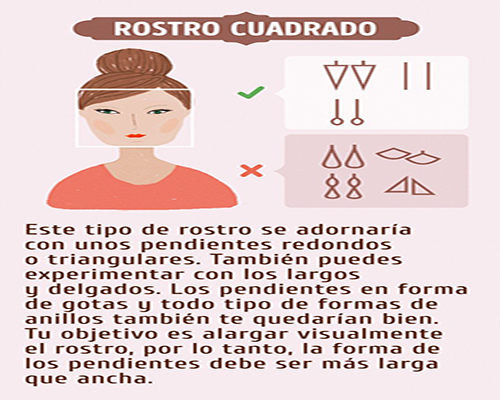 ROSTRO CUADRADO
Este tipo de rostro se adornaría
con unos pendientes redondos
o triangulares. También puedes
experimentar con los largos
y delgados. Los pendientes en forma
de gotas y todo tipo de formas de
anillos también te quedarían bien.
Tu objetivo es alargar visualmente
el rostro, por lo tanto, la forma de
los pendientes debe ser más larga
que ancha.